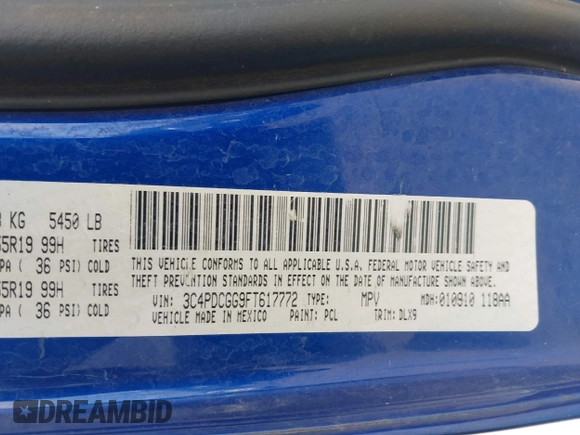 KG 5450 LB
5R19 99H TIRES
PA ( 36 PSI) COLD
5R19 99H TIRES
PA ( 36 PSI) COLD
THIS VEHICLE CONFORMS TO ALL APPLICABLE U.S.A. FEDERAL MOTOR VEHICLE SAFETY AND
THEFT PREVENTION STANDARDS IN EFFECT ON THE DATE OF MANUFACTURE SHOWN ABOVE.
VIN: 3C4PDCGG9FT617772 TYPE: MPV MDH: 010910 118AA
VEHICLE MADE IN MEXICO PAINT: PCL TRIM: DLX9
DREAMBID